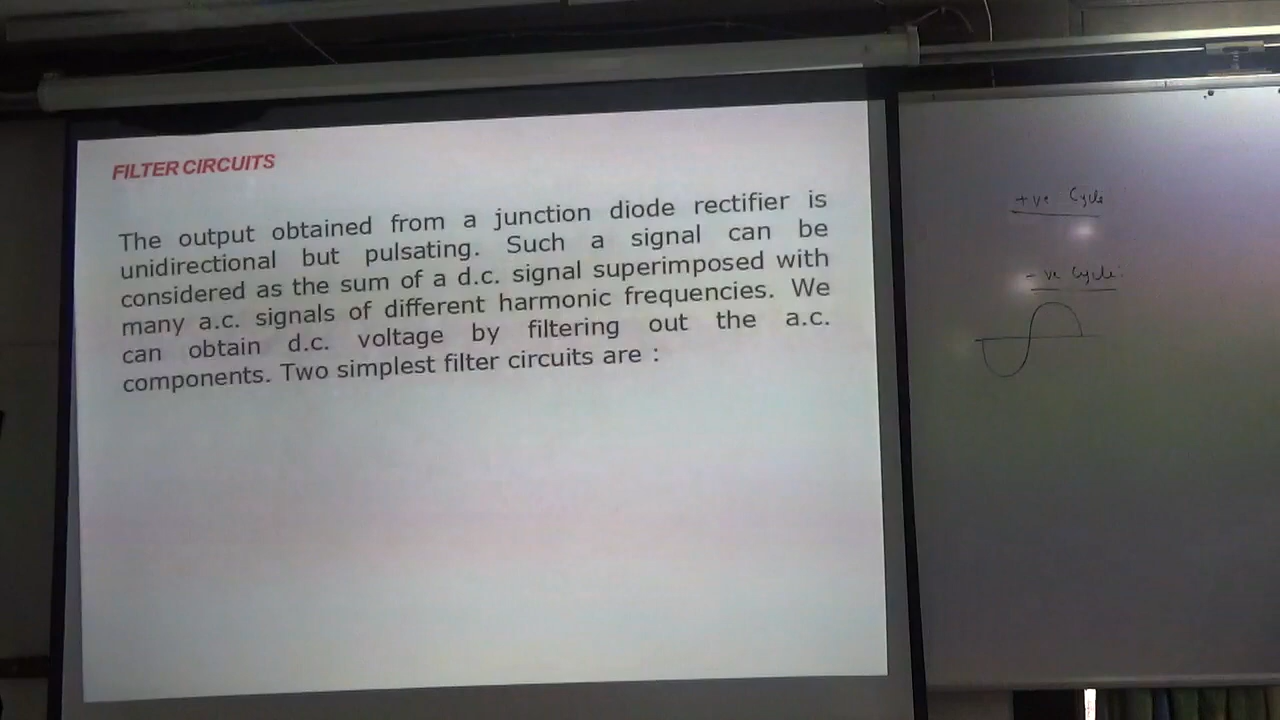 FILTER CIRCUITS
The output obtained from a junction diode rectifier is
unidirectional but pulsating. Such a signal can be
considered as the sum of a d.c. signal superimposed with
many a.c. signals of different harmonic frequencies. We
can obtain d.c. voltage by filtering out the a.c.
components. Two simplest filter circuits are :
+ve Cycle
-ve Cycle: